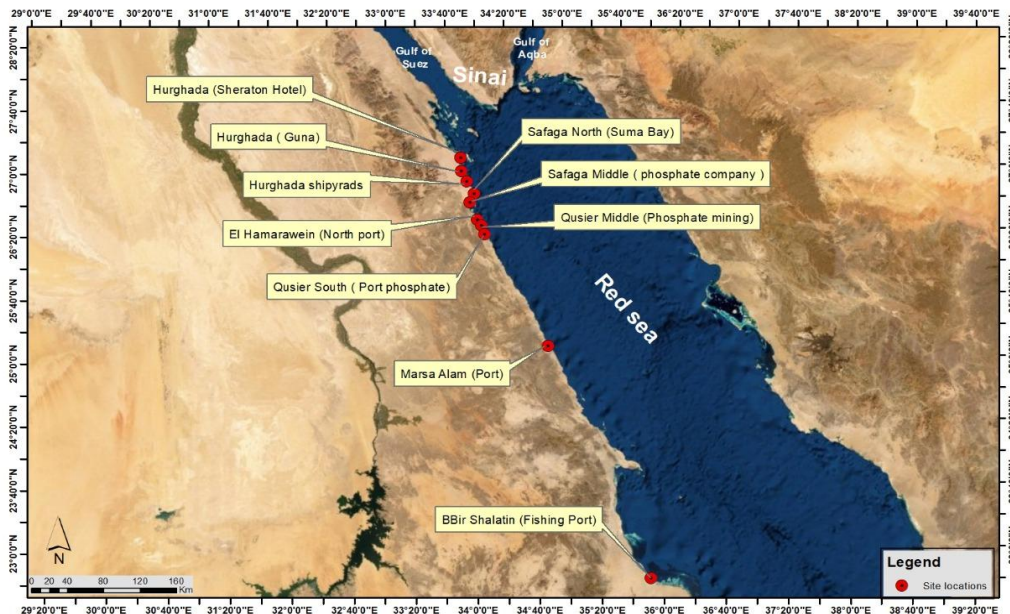 29°0'0"E 29°40'0"E 30°20'0"E 31°0'0"E 31°40'0"E 32°20'0"E 33°0'0"E 33°40'0"E 34°20'0"E 35°0'0"E 35°40'0"E 36°20'0"E 37°0'0"E 37°40'0"E 38°20'0"E 39°0'0"E 39°40'0"E
28°20'0"N
27°40'0"N
27°0'0"N
26°20'0"N
25°40'0"N
25°0'0"N
24°20'0"N
23°40'0"N
23°0'0"N
Gulf of
Suez
Gulf of
Aqba
Sinai
Hurghada (Sheraton Hotel)
Hurghada ( Guna)
Safaga North (Suma Bay)
Safaga Middle ( phosphate company )
Hurghada shipyrads
Qusier Middle (Phosphate mining)
El Hamarawein (North port)
Qusier South ( Port phosphate)
Red sea
Marsa Alam (Port)
BBir Shalatin (Fishing Port)
N
0 20 40 80 120 160
Km
Legend
Site locations
29°20'0"E 30°0'0"E 30°40'0"E 31°20'0"E 32°0'0"E 32°40'0"E 33°20'0"E 34°0'0"E 34°40'0"E 35°20'0"E 36°0'0"E 36°40'0"E 37°20'0"E 38°0'0"E 38°40'0"E 39°20'0"E